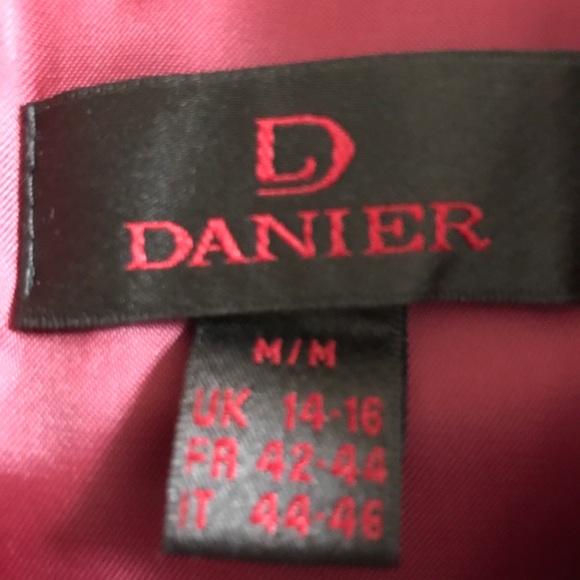 D
DANIER
M/M
UK 14-16
FR 42-44
IT 44-46